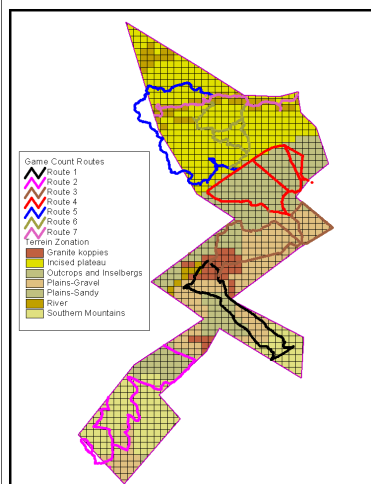 Game Count Routes
Route 1
Route 2
Route 3
Route 4
Route 5
Route 6
Route 7
Terrein Zonation
Granite koppies
Incised plateau
Outcrops and Inselbergs
Plains-Gravel
Plains-Sandy
River
Southern Mountains